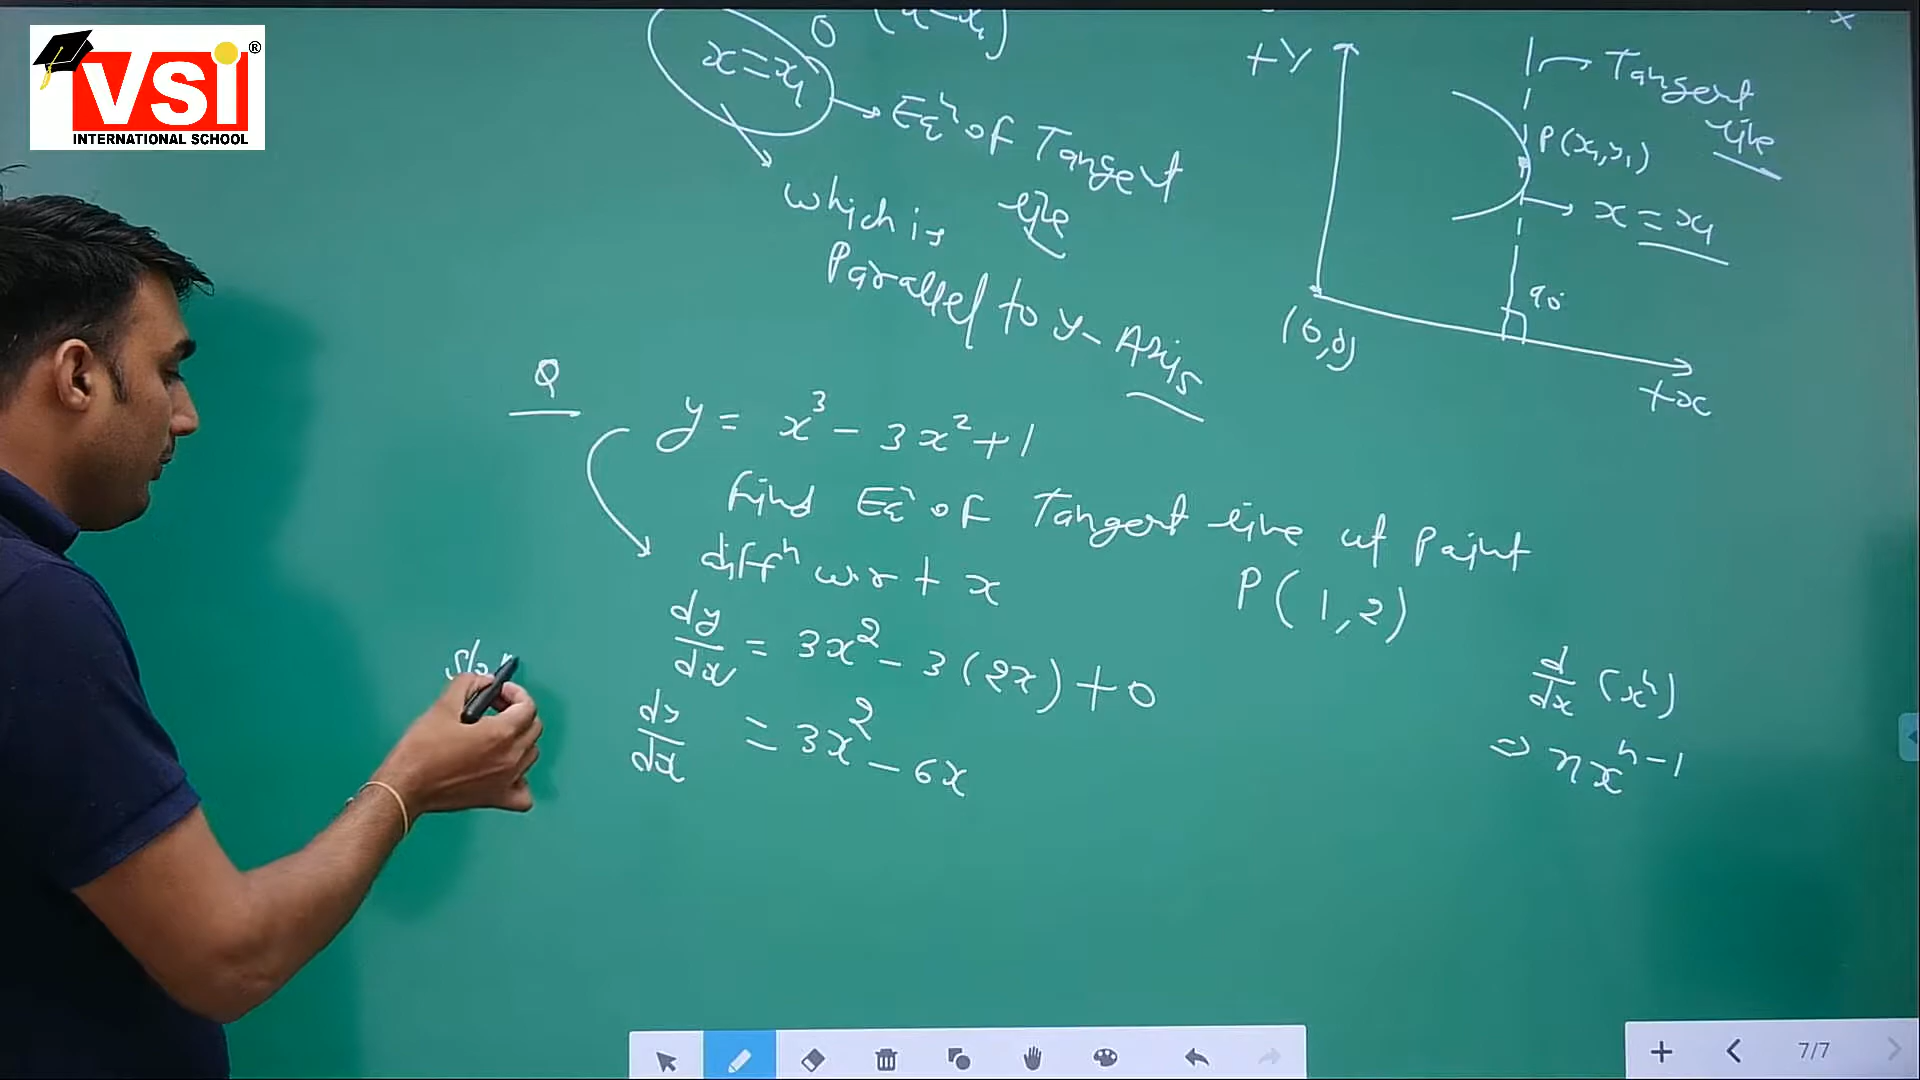 VSI
®
INTERNATIONAL SCHOOL
0
x = x₁
Eqⁿ of Tangent
line
which is
Parallel to y-Axis
+Y
Tangent
line
P(x₁,y₁)
x = x₁
90°
(0,0)
+x
Q
y = x³ - 3x² + 1
Find Eqⁿ of Tangent line at Point
P(1,2)
diffⁿ w.r.t x
dy/dx = 3x² - 3(2x) + 0
dy/dx = 3x² - 6x
d/dx (xⁿ)
⇒ nxⁿ⁻¹
7/7